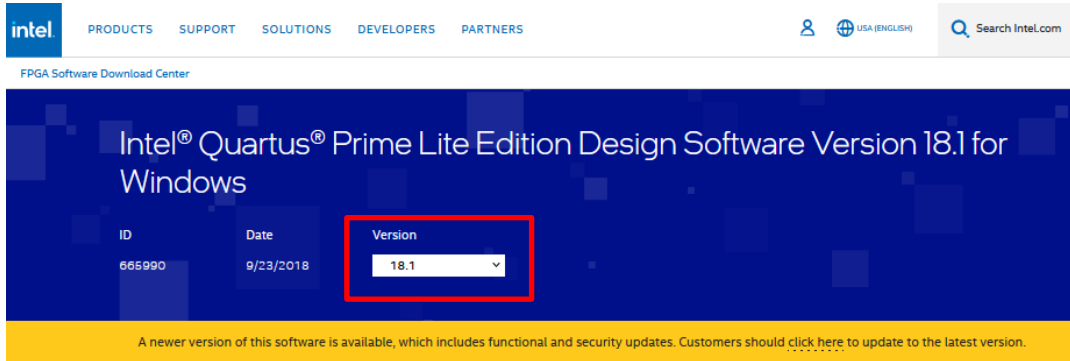 intel. PRODUCTS SUPPORT SOLUTIONS DEVELOPERS PARTNERS USA (ENGLISH) Search Intel.com
FPGA Software Download Center
Intel® Quartus® Prime Lite Edition Design Software Version 18.1 for
Windows
ID Date Version
665990 9/23/2018 18.1
A newer version of this software is available, which includes functional and security updates. Customers should click here to update to the latest version.